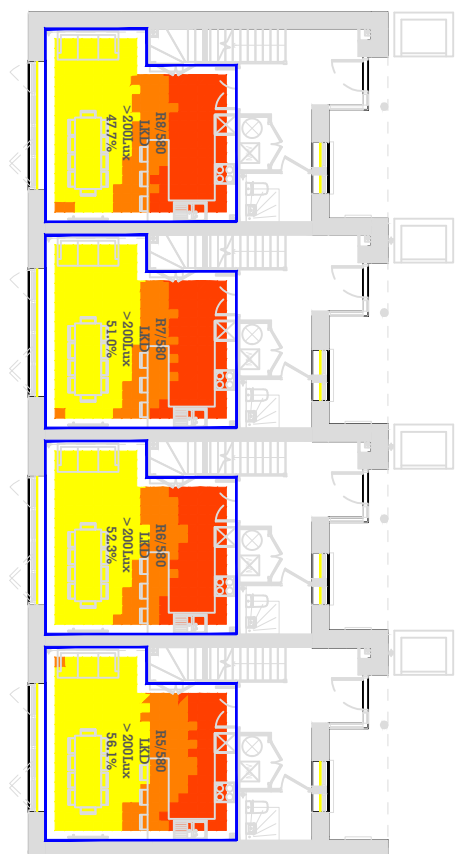 R8/580
LKD
>200Lux
47.7%
R7/580
LKD
>200Lux
51.0%
R6/580
LKD
>200Lux
52.3%
R5/580
LKD
>200Lux
56.1%